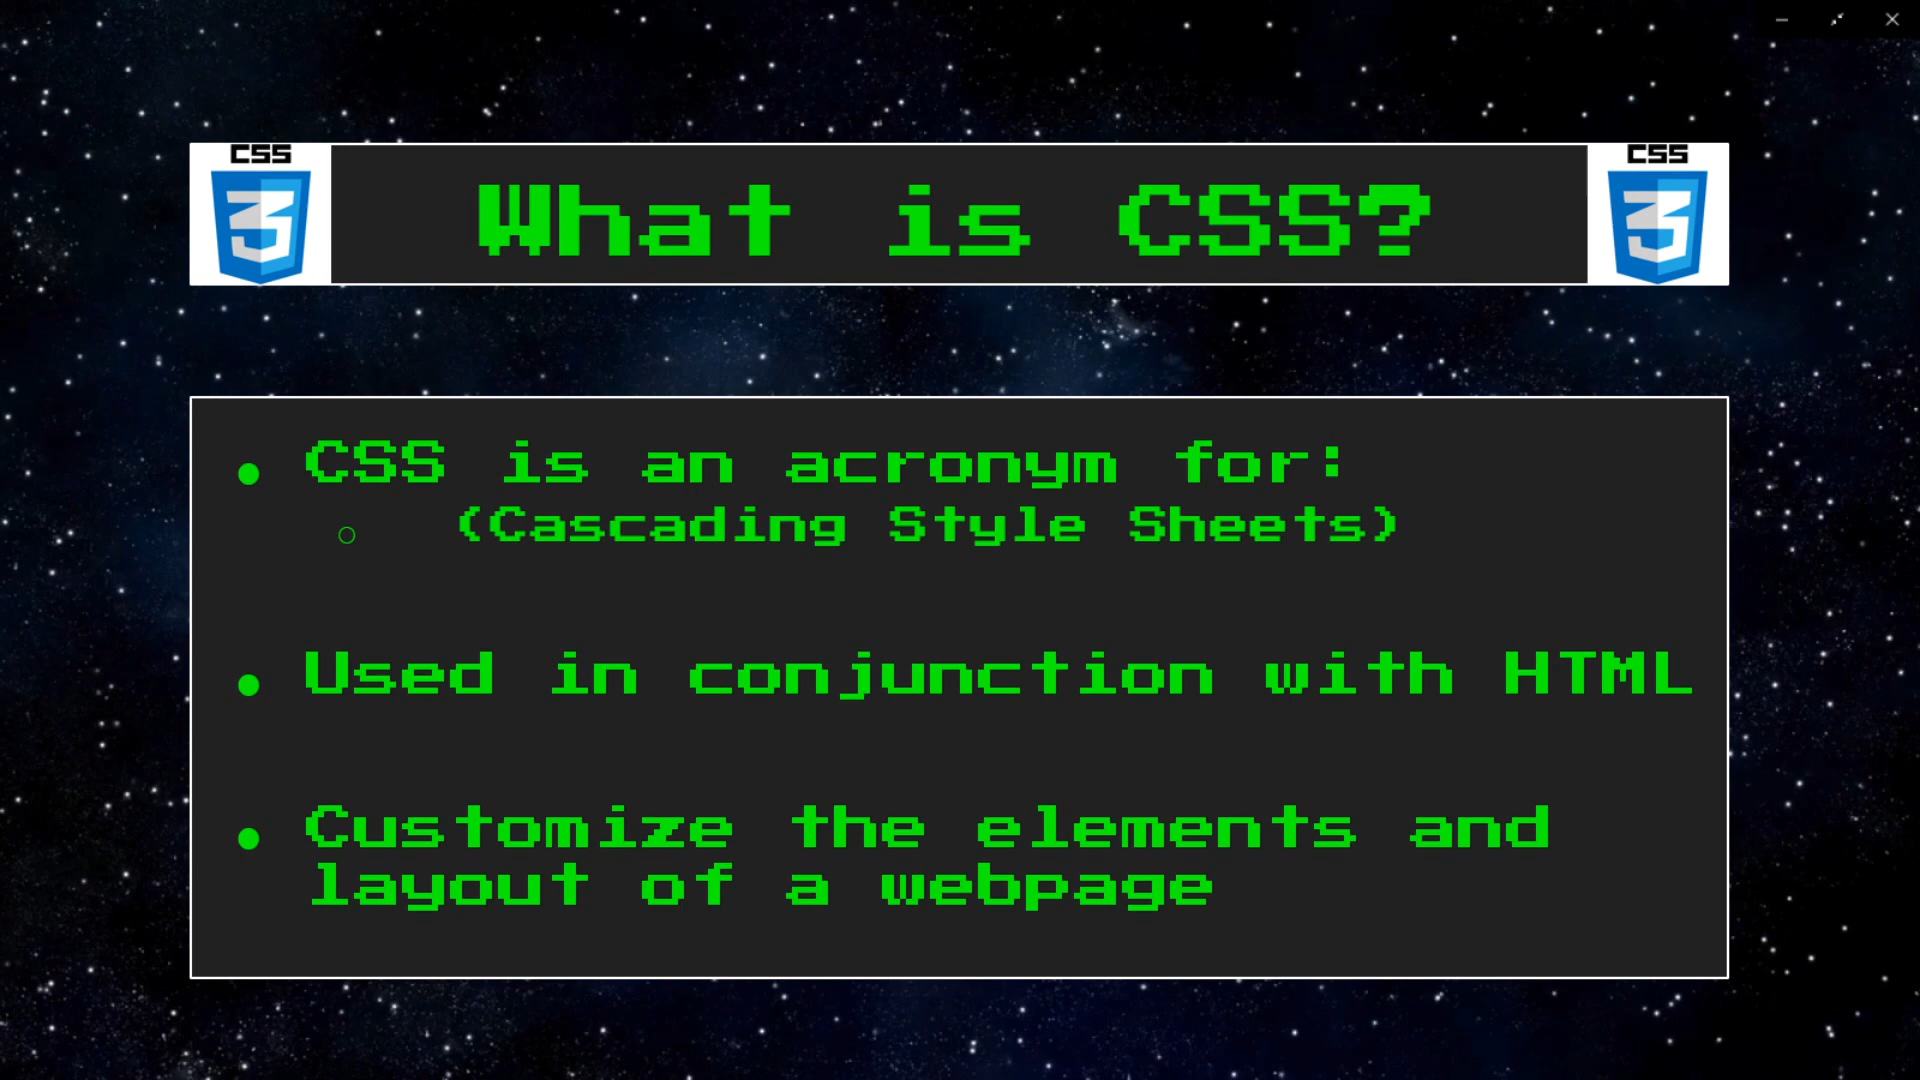 CSS
CSS
What is CSS?
CSS is an acronym for:
(Cascading Style Sheets)
Used in conjunction with HTML
Customize the elements and
layout of a webpage